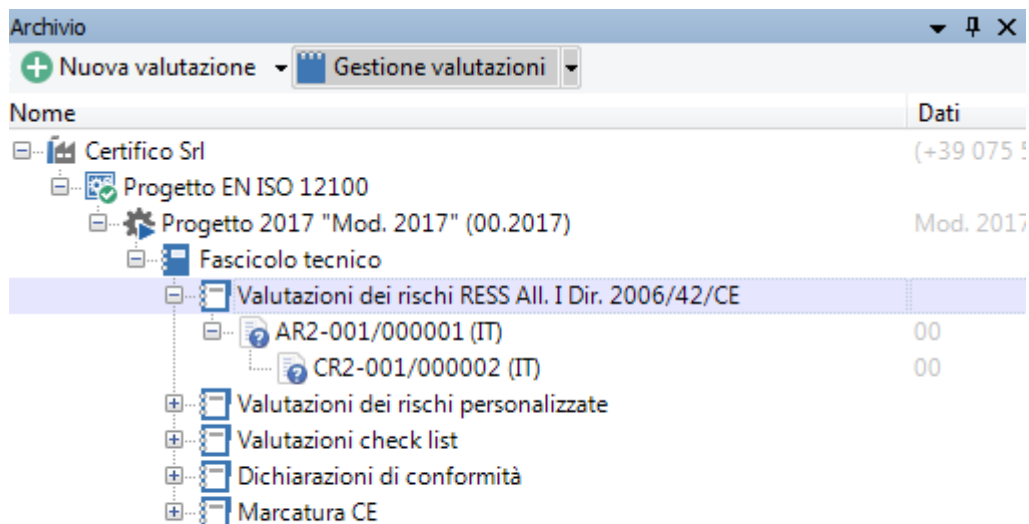 Archivio
Nuova valutazione Gestione valutazioni
Nome Dati
Certifico Srl (+39 075 5
Progetto EN ISO 12100
Progetto 2017 "Mod. 2017" (00.2017) Mod. 2017
Fascicolo tecnico
Valutazioni dei rischi RESS All. I Dir. 2006/42/CE
AR2-001/000001 (IT) 00
CR2-001/000002 (IT) 00
Valutazioni dei rischi personalizzate
Valutazioni check list
Dichiarazioni di conformità
Marcatura CE